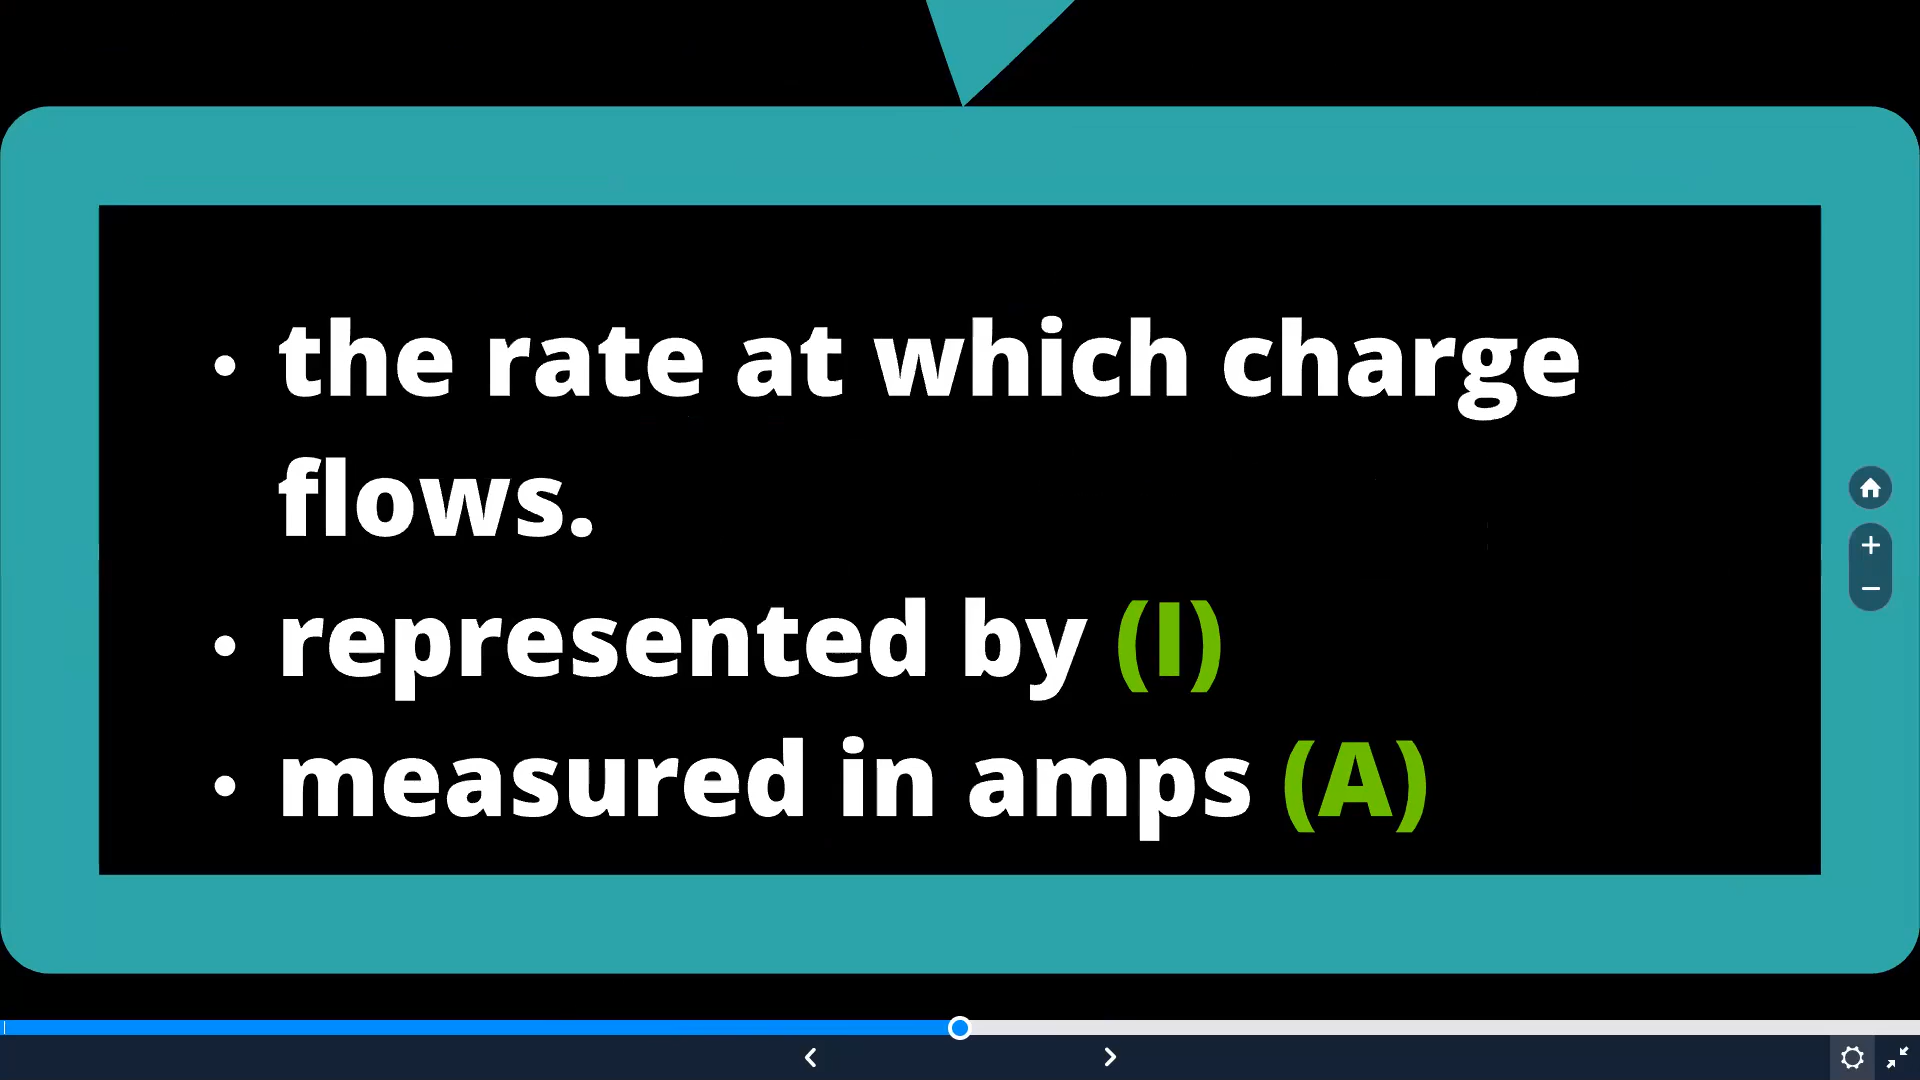 • the rate at which charge
flows.
• represented by (I)
• measured in amps (A)